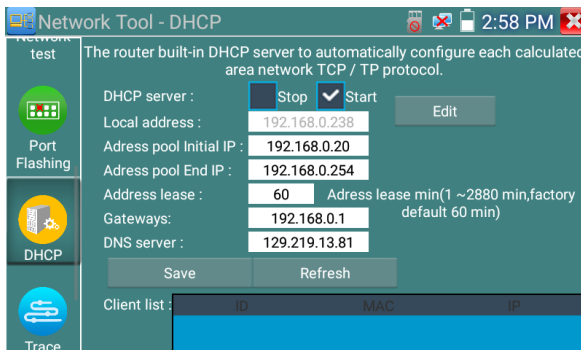 Network Tool - DHCP
2:58 PM
Network
test
The router built-in DHCP server to automatically configure each calculated
area network TCP / TP protocol.
DHCP server :
Stop
Start
Edit
Local address :
192.168.0.238
Port
Flashing
Adress pool Initial IP :
192.168.0.20
Adress pool End IP :
192.168.0.254
Address lease :
60
Adress lease min(1 ~2880 min,factory
default 60 min)
Gateways:
192.168.0.1
DNS server :
129.219.13.81
DHCP
Save
Refresh
Client list :
ID
MAC
IP
Trace